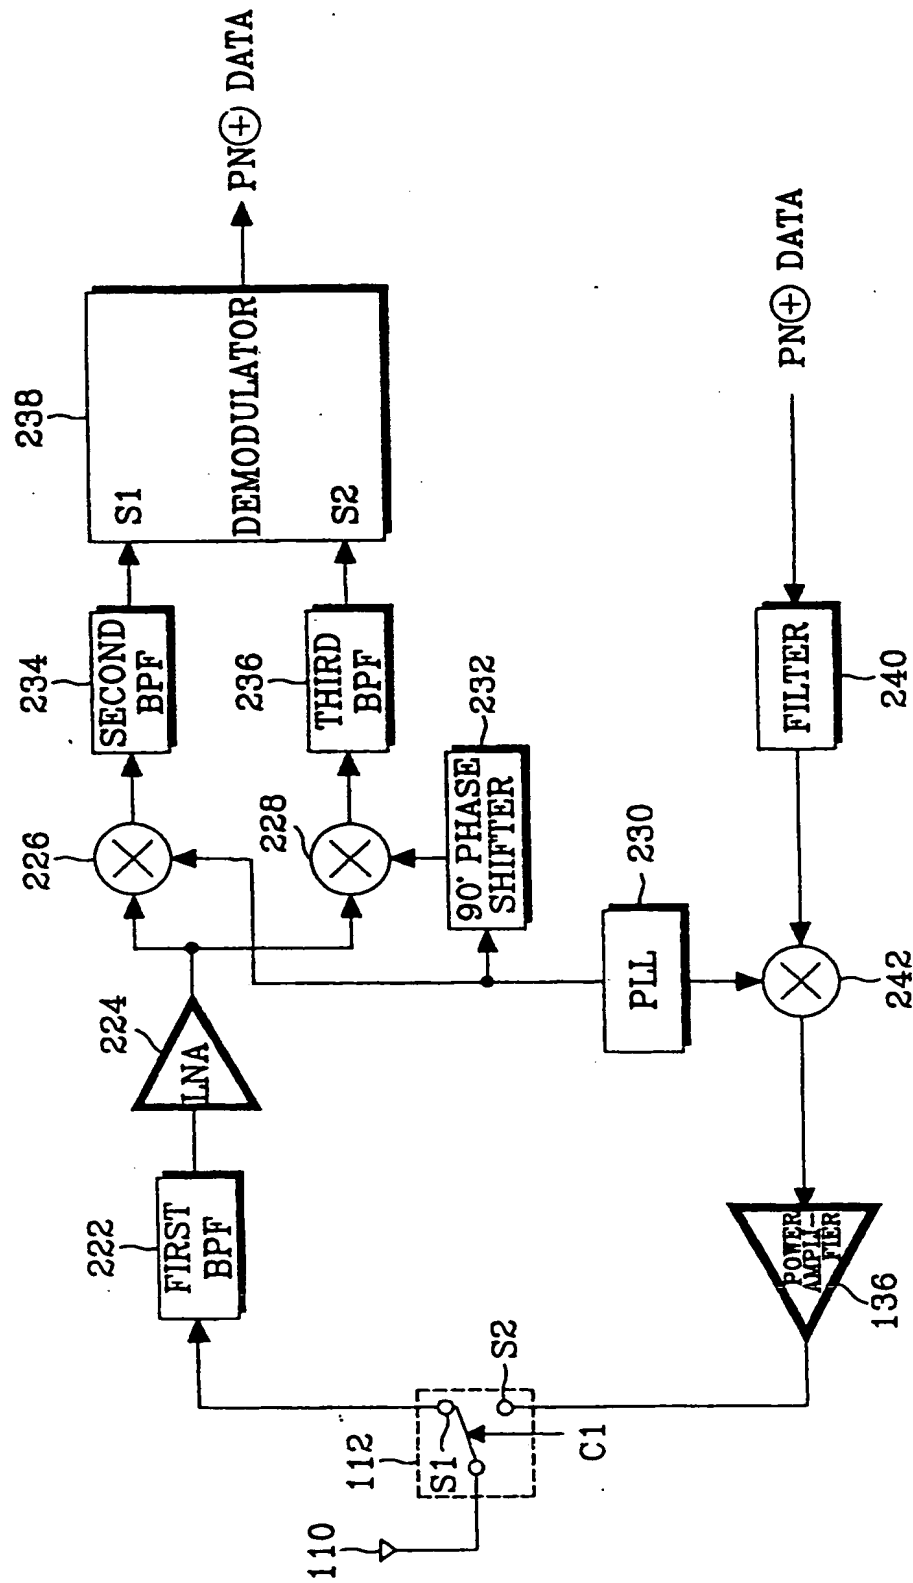 110
112
S1
S2
C1
222
FIRST
BPF
224
LNA
226
228
232
90° PHASE
SHIFTER
234
SECOND
BPF
236
THIRD
BPF
238
S1
DEMODULATOR
S2
PN⊕DATA
230
PLL
PN⊕DATA
FILTER
240
242
POWER
AMPLI-
FIER
136